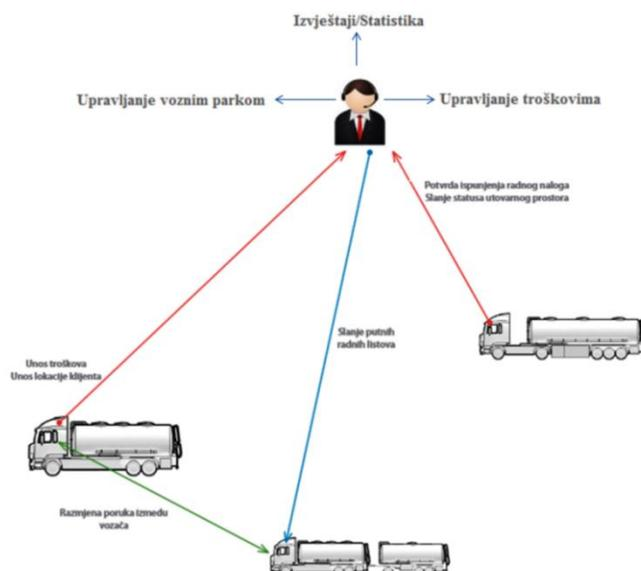 Izvještaji/Statistika
Upravljanje voznim parkom
Upravljanje troškovima
Potvrda ispunjenja radnog naloga
Slanje statusa utovarnog prostora
Slanje putnih
radnih listova
Unos troškova
Unos lokacije klijenta
Razmjena poruka između
vozača